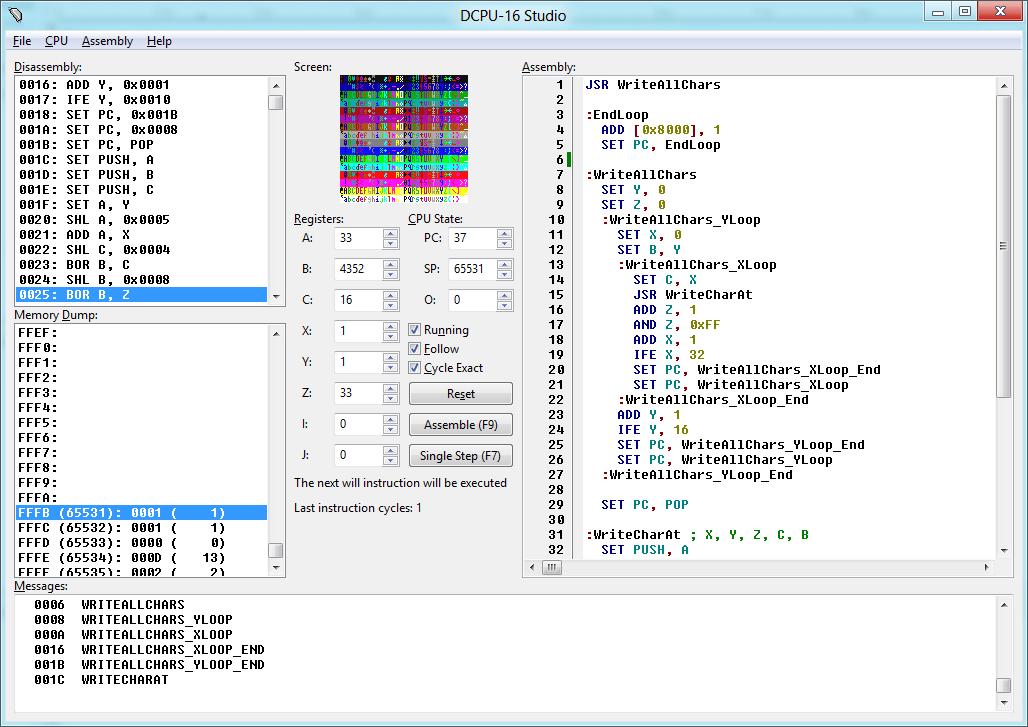 DCPU-16 Studio
File CPU Assembly Help
Disassembly:
0016: ADD Y, 0x0001
0017: IFE Y, 0x0010
0018: SET PC, 0x001B
001A: SET PC, 0x0008
001B: SET PC, POP
001C: SET PUSH, A
001D: SET PUSH, B
001E: SET PUSH, C
001F: SET A, Y
0020: SHL A, 0x0005
0021: ADD A, X
0022: SHL C, 0x0004
0023: BOR B, C
0024: SHL B, 0x0008
0025: BOR B, Z
Memory Dump:
FFEF:
FFF0:
FFF1:
FFF2:
FFF3:
FFF4:
FFF5:
FFF6:
FFF7:
FFF8:
FFF9:
FFFA:
FFFB (65531): 0001 ( 1)
FFFC (65532): 0001 ( 1)
FFFD (65533): 0000 ( 0)
FFFE (65534): 000D ( 13)
FFFF (65535): 0002 ( 2)
Screen:
Registers:
A: 33
B: 4352
C: 16
X: 1
Y: 1
Z: 33
I: 0
J: 0
CPU State:
PC: 37
SP: 65531
O: 0
Running
Follow
Cycle Exact
Reset
Assemble (F9)
Single Step (F7)
The next will instruction will be executed
Last instruction cycles: 1
Assembly:
1 JSR WriteAllChars
2
3 :EndLoop
4 ADD [0x8000], 1
5 SET PC, EndLoop
6
7 :WriteAllChars
8 SET Y, 0
9 SET Z, 0
10 :WriteAllChars_YLoop
11 SET X, 0
12 SET B, Y
13 :WriteAllChars_XLoop
14 SET C, X
15 JSR WriteCharAt
16 ADD Z, 1
17 AND Z, 0xFF
18 ADD X, 1
19 IFE X, 32
20 SET PC, WriteAllChars_XLoop_End
21 SET PC, WriteAllChars_XLoop
22 :WriteAllChars_XLoop_End
23 ADD Y, 1
24 IFE Y, 16
25 SET PC, WriteAllChars_YLoop_End
26 SET PC, WriteAllChars_YLoop
27 :WriteAllChars_YLoop_End
28
29 SET PC, POP
30
31 :WriteCharAt ; X, Y, Z, C, B
32 SET PUSH, A
Messages:
0006 WRITEALLCHARS
0008 WRITEALLCHARS_YLOOP
000A WRITEALLCHARS_XLOOP
0016 WRITEALLCHARS_XLOOP_END
001B WRITEALLCHARS_YLOOP_END
001C WRITECHARAT